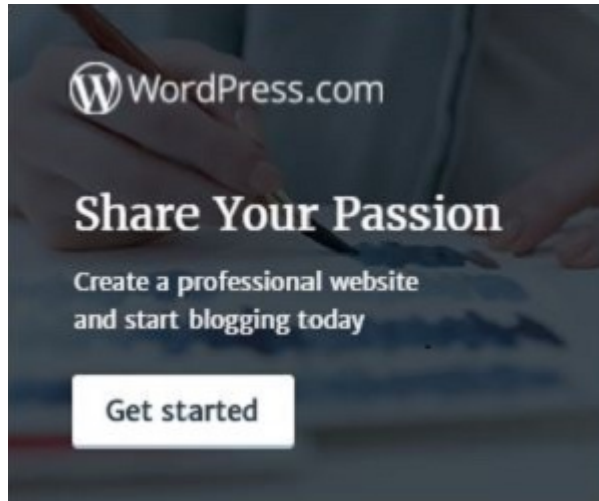 WordPress.com
Share Your Passion
Create a professional website
and start blogging today
Get started